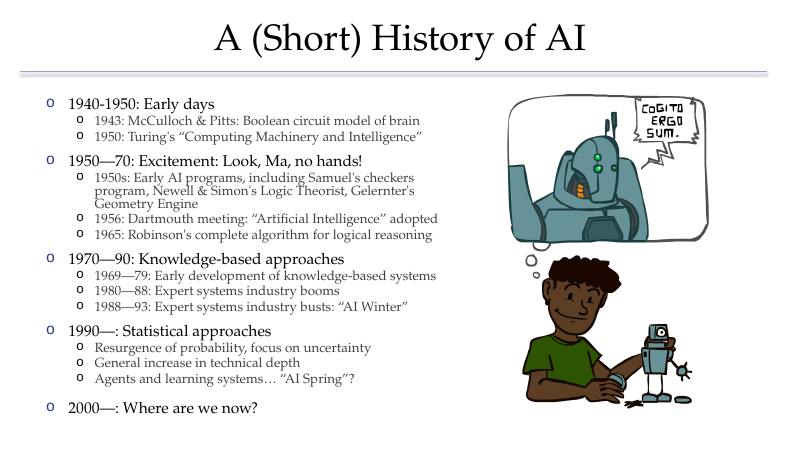 A (Short) History of AI
o 1940-1950: Early days
o 1943: McCulloch & Pitts: Boolean circuit model of brain
o 1950: Turing's “Computing Machinery and Intelligence”
o 1950—70: Excitement: Look, Ma, no hands!
o 1950s: Early AI programs, including Samuel's checkers
program, Newell & Simon's Logic Theorist, Gelernter's
Geometry Engine
o 1956: Dartmouth meeting: “Artificial Intelligence” adopted
o 1965: Robinson's complete algorithm for logical reasoning
o 1970—90: Knowledge-based approaches
o 1969—79: Early development of knowledge-based systems
o 1980—88: Expert systems industry booms
o 1988—93: Expert systems industry busts: “AI Winter”
o 1990—: Statistical approaches
o Resurgence of probability, focus on uncertainty
o General increase in technical depth
o Agents and learning systems… “AI Spring”?
o 2000—: Where are we now?
COGITO
ERGO
SUM.